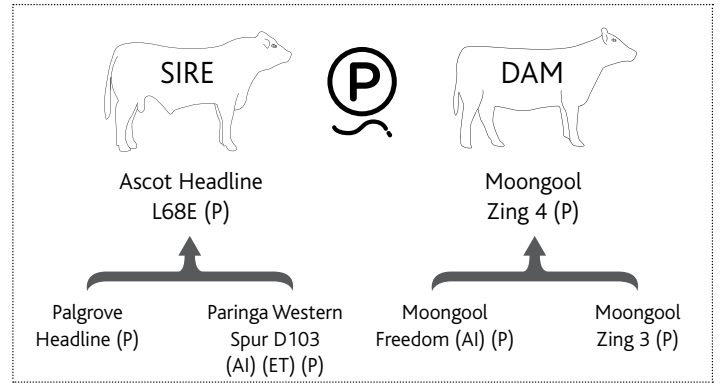 SIRE
P
DAM
Ascot Headline
L68E (P)
Moongool
Zing 4 (P)
Palgrove
Headline (P)
Paringa Western
Spur D103
(AI) (ET) (P)
Moongool
Freedom (AI) (P)
Moongool
Zing 3 (P)